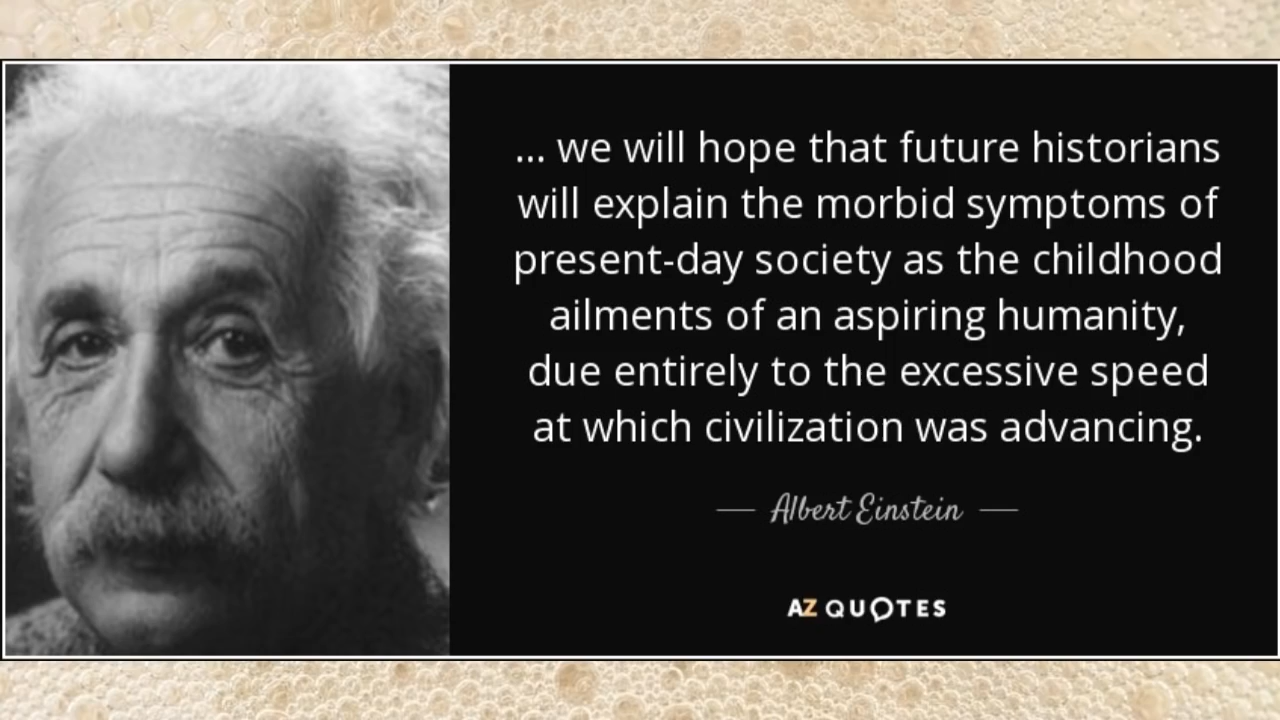 ... we will hope that future historians
will explain the morbid symptoms of
present-day society as the childhood
ailments of an aspiring humanity,
due entirely to the excessive speed
at which civilization was advancing.
Albert Einstein
AZ QUOTES